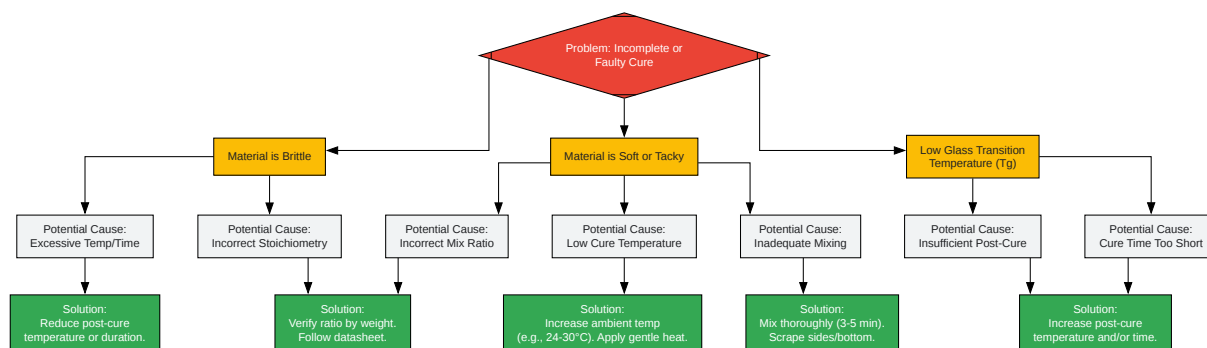 Problem: Incomplete or
Faulty Cure
Material is Brittle
Material is Soft or Tacky
Low Glass Transition
Temperature (Tg)
Potential Cause:
Excessive Temp/Time
Potential Cause:
Incorrect Stoichiometry
Potential Cause:
Incorrect Mix Ratio
Potential Cause:
Low Cure Temperature
Potential Cause:
Inadequate Mixing
Potential Cause:
Insufficient Post-Cure
Potential Cause:
Cure Time Too Short
Solution:
Reduce post-cure
temperature or duration.
Solution:
Verify ratio by weight.
Follow datasheet.
Solution:
Increase ambient temp
(e.g., 24-30°C). Apply gentle heat.
Solution:
Mix thoroughly (3-5 min).
Scrape sides/bottom.
Solution:
Increase post-cure
temperature and/or time.